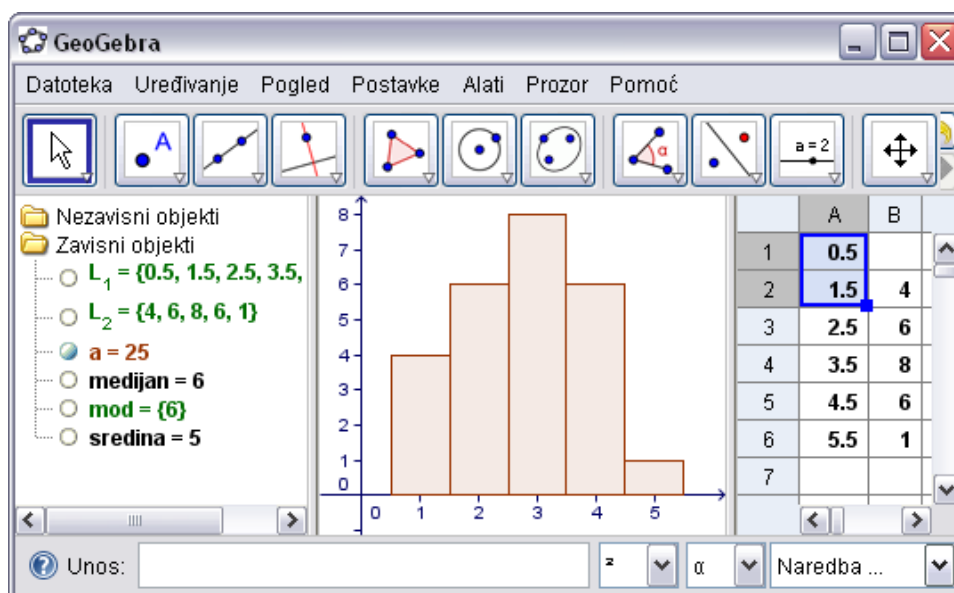 GeoGebra
Datoteka Uređivanje Pogled Postavke Alati Prozor Pomoć
A α a = 2
Nezavisni objekti
Zavisni objekti
L1 = {0.5, 1.5, 2.5, 3.5,
L2 = {4, 6, 8, 6, 1}
a = 25
medijan = 6
mod = {6}
sredina = 5
8
7
6
5
4
3
2
1
0
0 1 2 3 4 5
A B
1 0.5
2 1.5 4
3 2.5 6
4 3.5 8
5 4.5 6
6 5.5 1
7
Unos: ² α Naredba ...